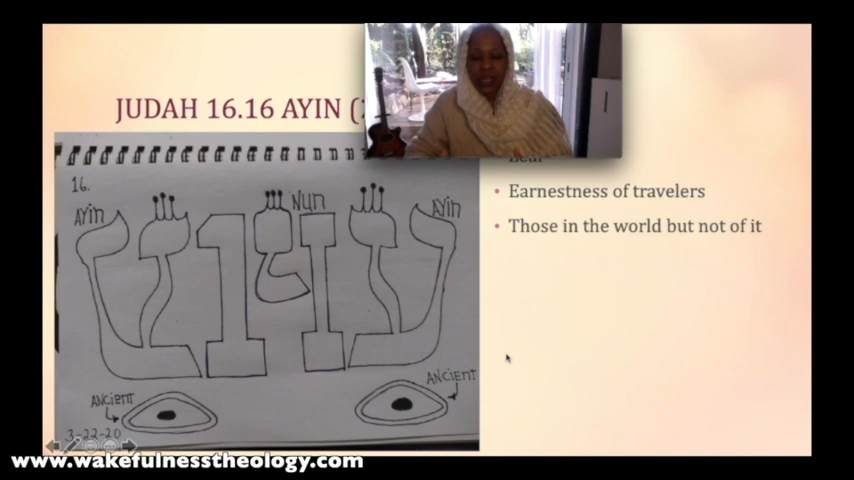 JUDAH 16.16 AYIN (
Earnestness of travelers
Those in the world but not of it
16.
Ayin
Nun
Ayin
ANCIENT
ANCIENT
3-22-20
www.wakefulnesstheology.com